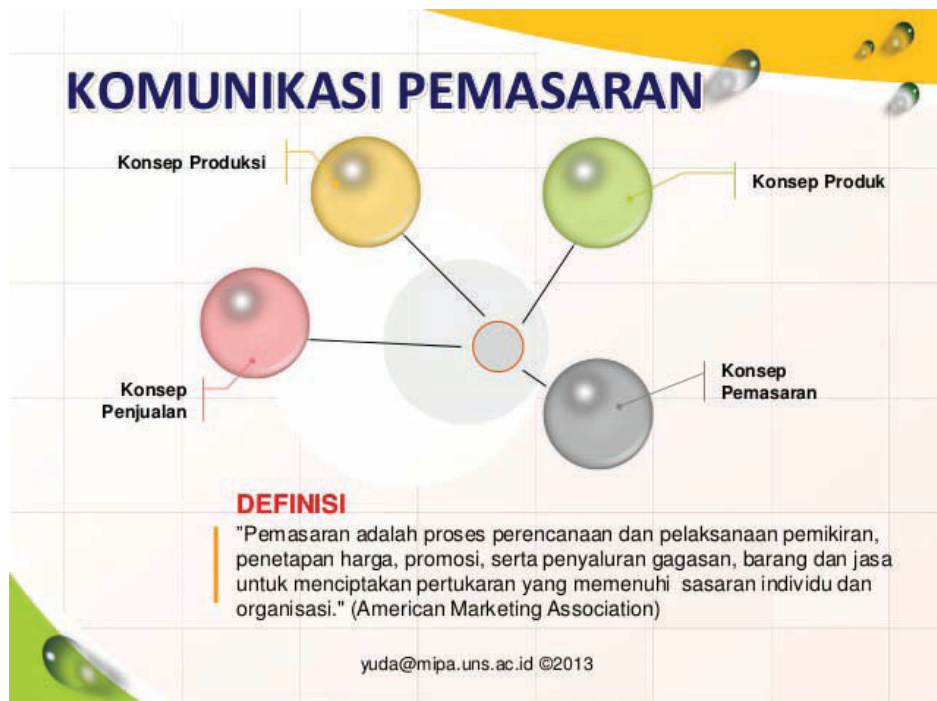 KOMUNIKASI PEMASARAN
Konsep Produksi
Konsep Produk
Konsep
Penjualan
Konsep
Pemasaran
DEFINISI
"Pemasaran adalah proses perencanaan dan pelaksanaan pemikiran,
penetapan harga, promosi, serta penyaluran gagasan, barang dan jasa
untuk menciptakan pertukaran yang memenuhi sasaran individu dan
organisasi." (American Marketing Association)
yuda@mipa.uns.ac.id ©2013